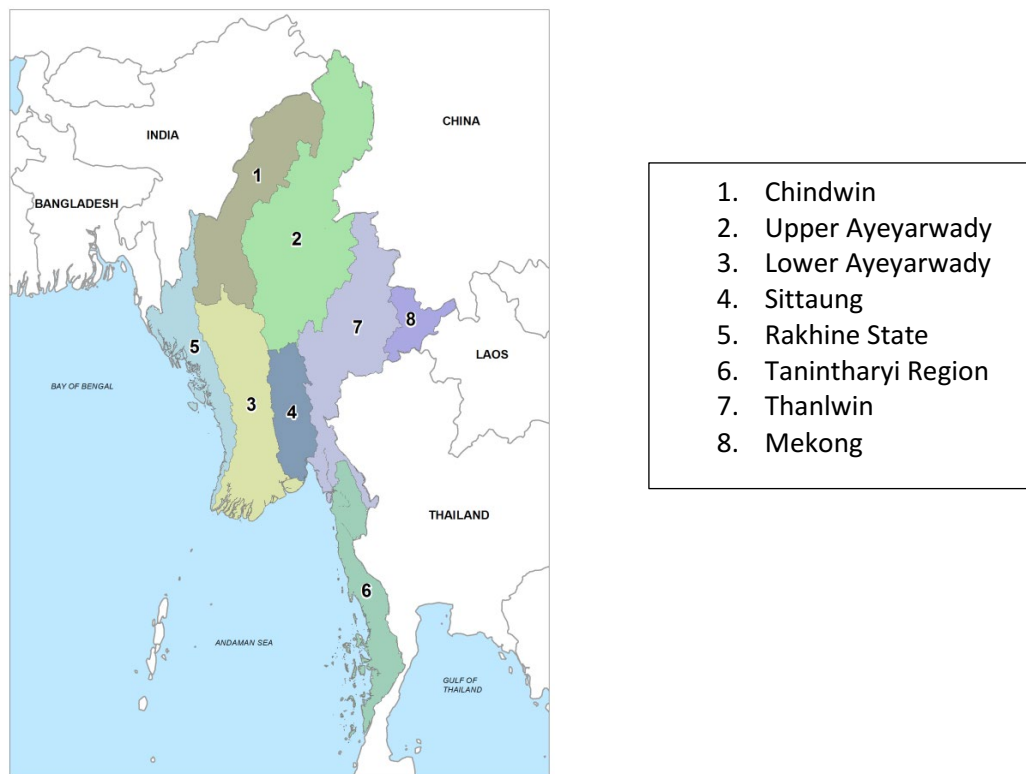 INDIA
CHINA
1
BANGLADESH
2
8
7
5
LAOS
BAY OF BENGAL
3
4
THAILAND
6
ANDAMAN SEA
GULF OF
THAILAND
1. Chindwin
2. Upper Ayeyarwady
3. Lower Ayeyarwady
4. Sittaung
5. Rakhine State
6. Tanintharyi Region
7. Thanlwin
8. Mekong